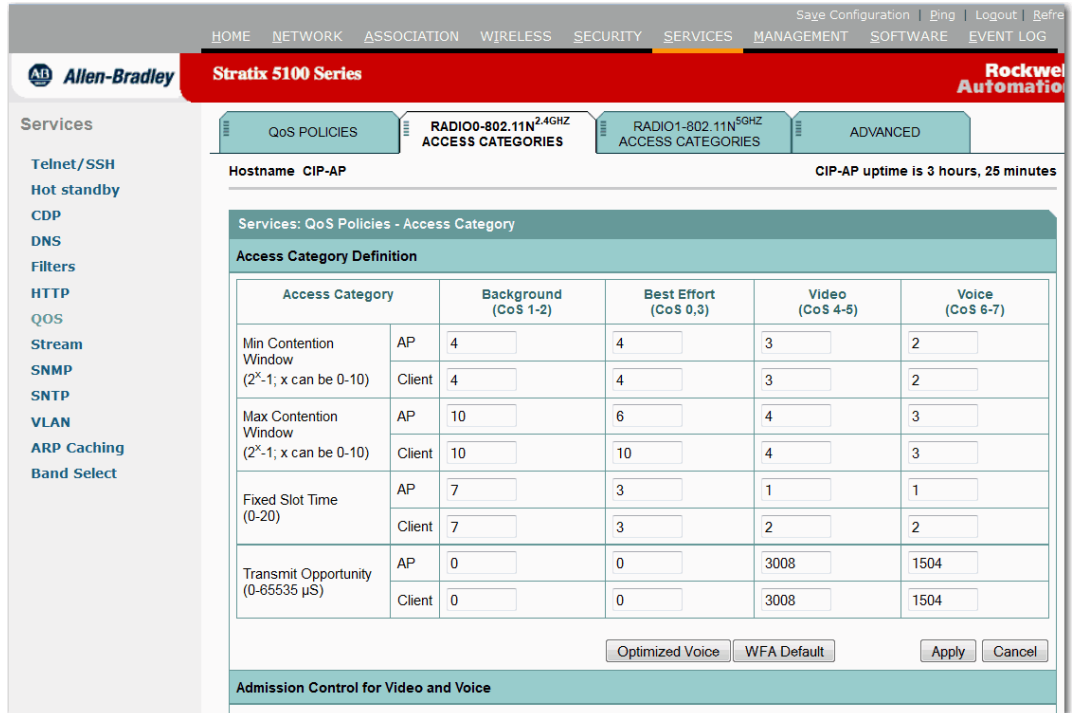 Save Configuration | Ping | Logout | Refre
HOME NETWORK ASSOCIATION WIRELESS SECURITY SERVICES MANAGEMENT SOFTWARE EVENT LOG
AB Allen-Bradley
Stratix 5100 Series
Rockwel
Automatio
Services
Telnet/SSH
Hot standby
CDP
DNS
Filters
HTTP
QOS
Stream
SNMP
SNTP
VLAN
ARP Caching
Band Select
QoS POLICIES
RADIO0-802.11N2.4GHZ
ACCESS CATEGORIES
RADIO1-802.11N5GHZ
ACCESS CATEGORIES
ADVANCED
Hostname CIP-AP
CIP-AP uptime is 3 hours, 25 minutes
Services: QoS Policies - Access Category
Access Category Definition
Access Category
Background
(CoS 1-2)
Best Effort
(CoS 0,3)
Video
(CoS 4-5)
Voice
(CoS 6-7)
Min Contention
Window
(2x-1; x can be 0-10)
AP 4 4 3 2
Client 4 4 3 2
Max Contention
Window
(2x-1; x can be 0-10)
AP 10 6 4 3
Client 10 10 4 3
Fixed Slot Time
(0-20)
AP 7 3 1 1
Client 7 3 2 2
Transmit Opportunity
(0-65535 µS)
AP 0 0 3008 1504
Client 0 0 3008 1504
Optimized Voice WFA Default Apply Cancel
Admission Control for Video and Voice